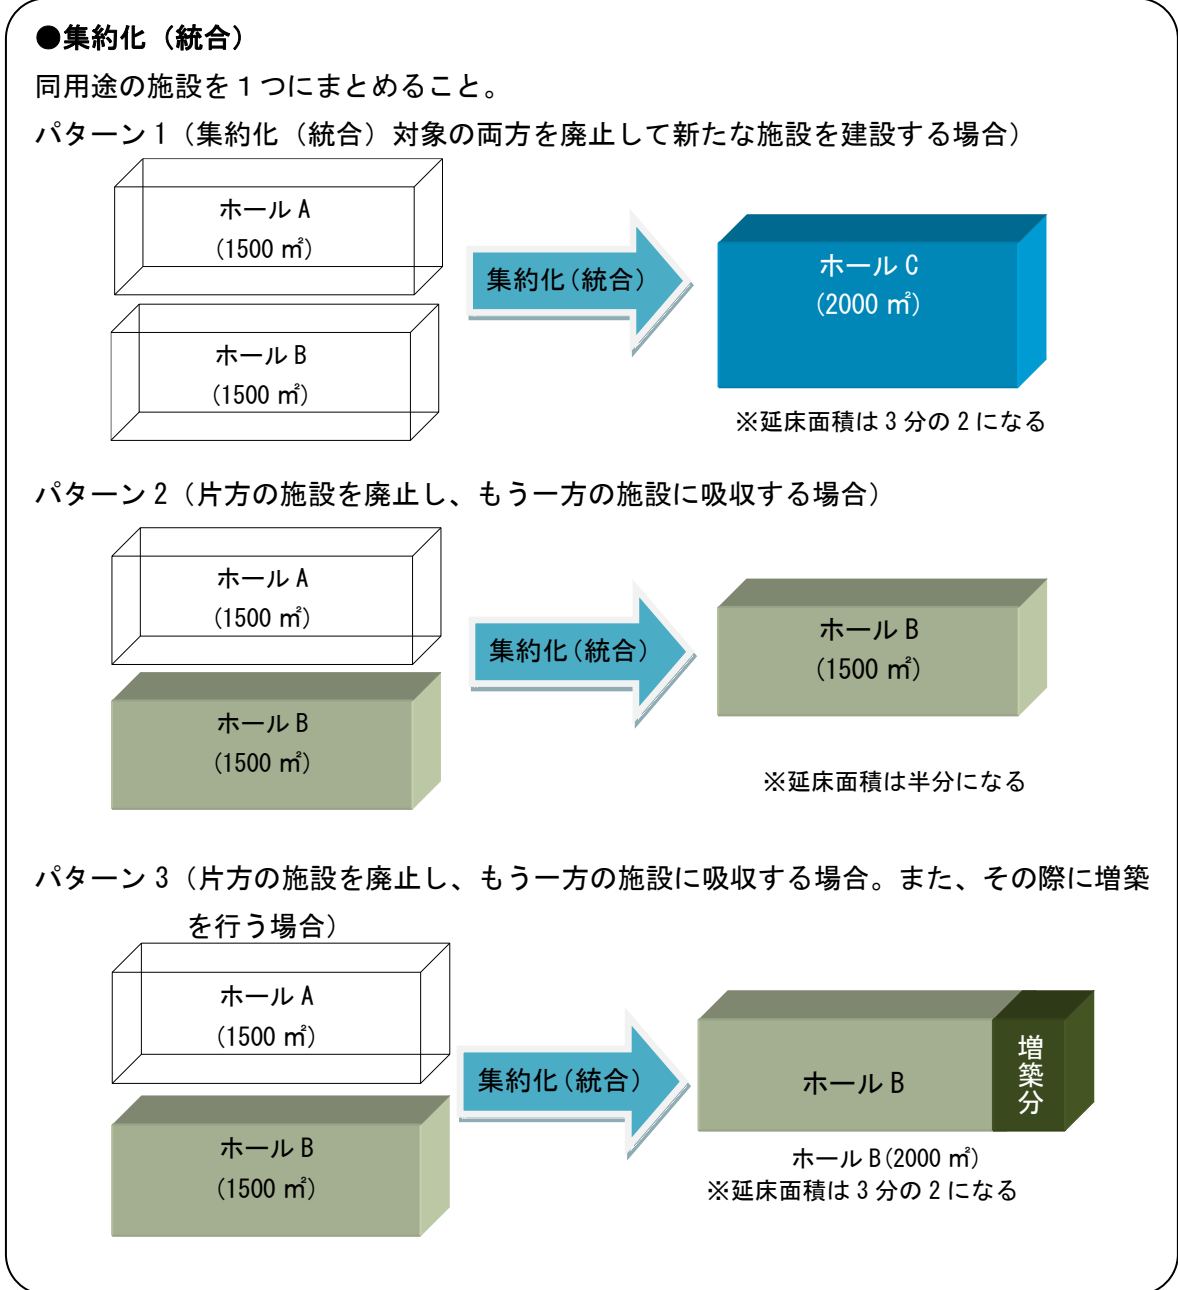 ●集約化（統合）
同用途の施設を１つにまとめること。
パターン 1（集約化（統合）対象の両方を廃止して新たな施設を建設する場合）
ホール A
(1500 ㎡)
ホール B
(1500 ㎡)
集約化(統合)
ホール C
(2000 ㎡)
※延床面積は 3 分の 2 になる
パターン 2（片方の施設を廃止し、もう一方の施設に吸収する場合）
ホール A
(1500 ㎡)
ホール B
(1500 ㎡)
集約化(統合)
ホール B
(1500 ㎡)
※延床面積は半分になる
パターン 3（片方の施設を廃止し、もう一方の施設に吸収する場合。また、その際に増築
を行う場合）
ホール A
(1500 ㎡)
ホール B
(1500 ㎡)
集約化(統合)
ホール B
増築分
ホール B(2000 ㎡)
※延床面積は 3 分の 2 になる